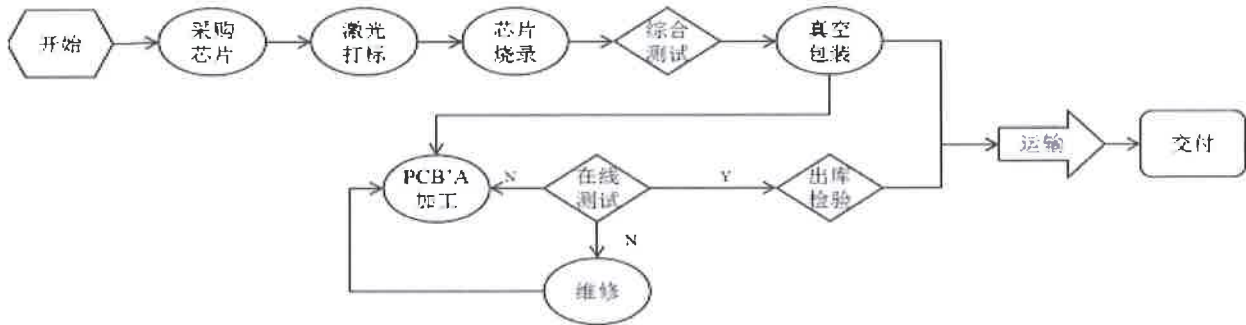 开始
采购
芯片
激光
打标
芯片
烧录
综合
测试
真空
包装
运输
交付
PCB'A
加工
N
在线
测试
Y
出库
检验
N
维修